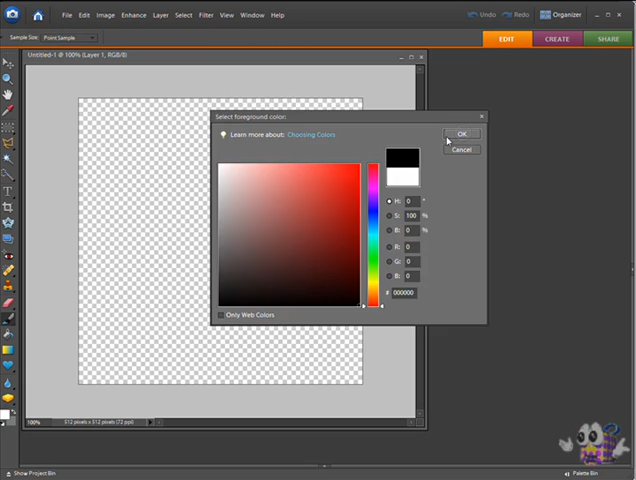 File Edit Image Enhance Layer Select Filter View Window Help
Undo Redo Organizer
Sample Size: Point Sample
EDIT CREATE SHARE
Untitled-1 @ 100% (Layer 1, RGB/8)
Select foreground color:
Learn more about: Choosing Colors
OK
Cancel
H: 0 °
S: 100 %
B: 0 %
R: 0
G: 0
B: 0
# 000000
Only Web Colors
100% 512 pixels x 512 pixels (72 ppi)
Show Project Bin
Palette Bin